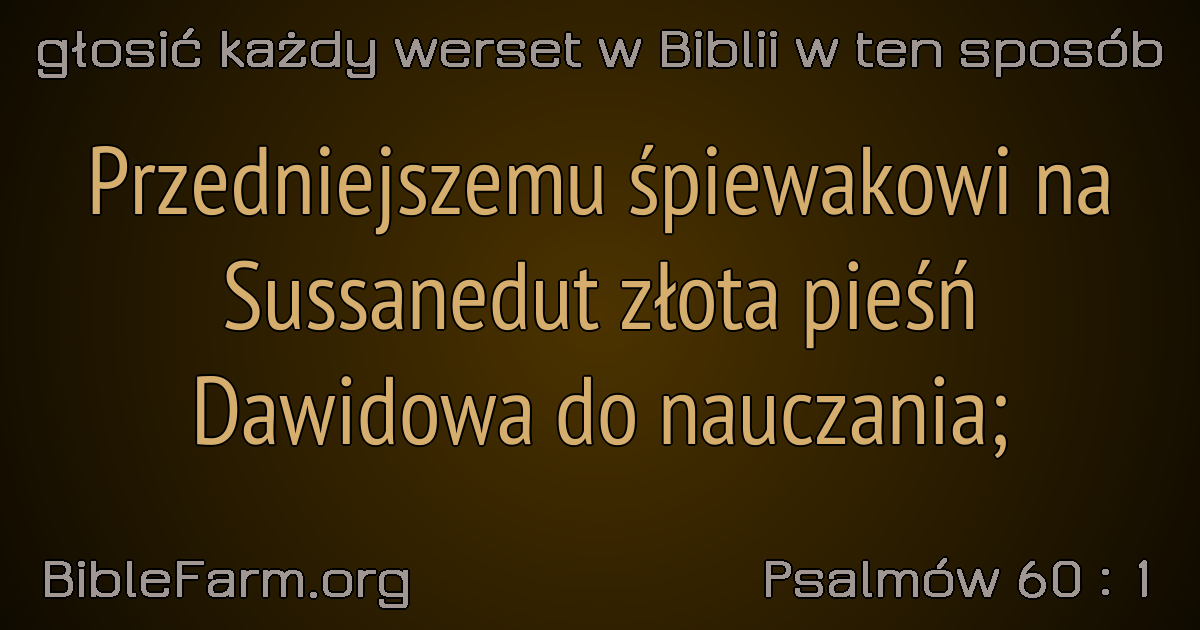 głosić każdy werset w Biblii w ten sposób
Przedniejszemu śpiewakowi na
Sussanedut złota pieśń
Dawidowa do nauczania;
BibleFarm.org
Psalmów 60 : 1